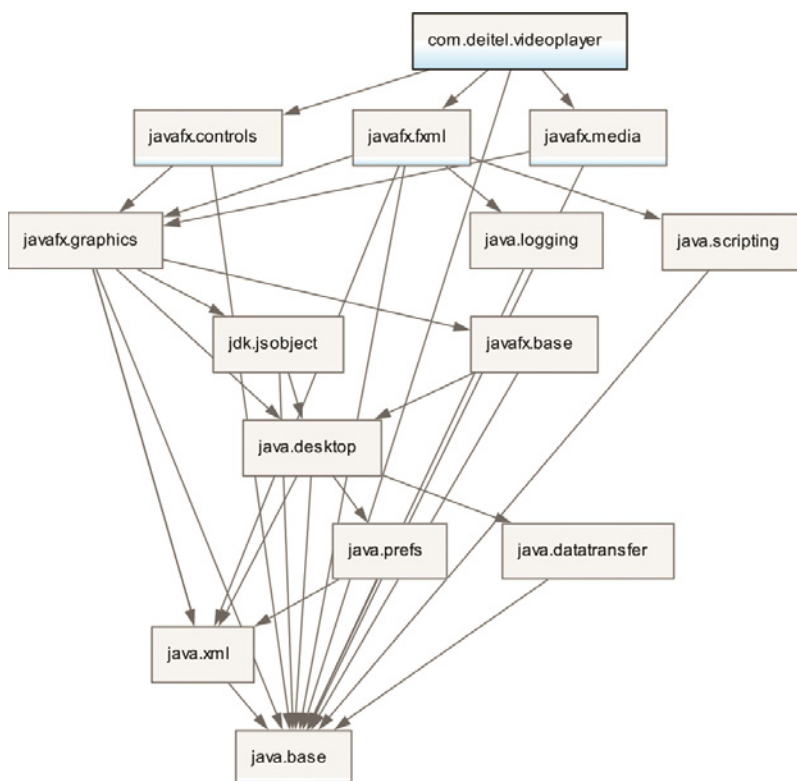 com.deitel.videoplayer
javafx.controls
javafx.fxml
javafx.media
javafx.graphics
java.logging
java.scripting
jdk.jsobject
javafx.base
java.desktop
java.prefs
java.datatransfer
java.xml
java.base